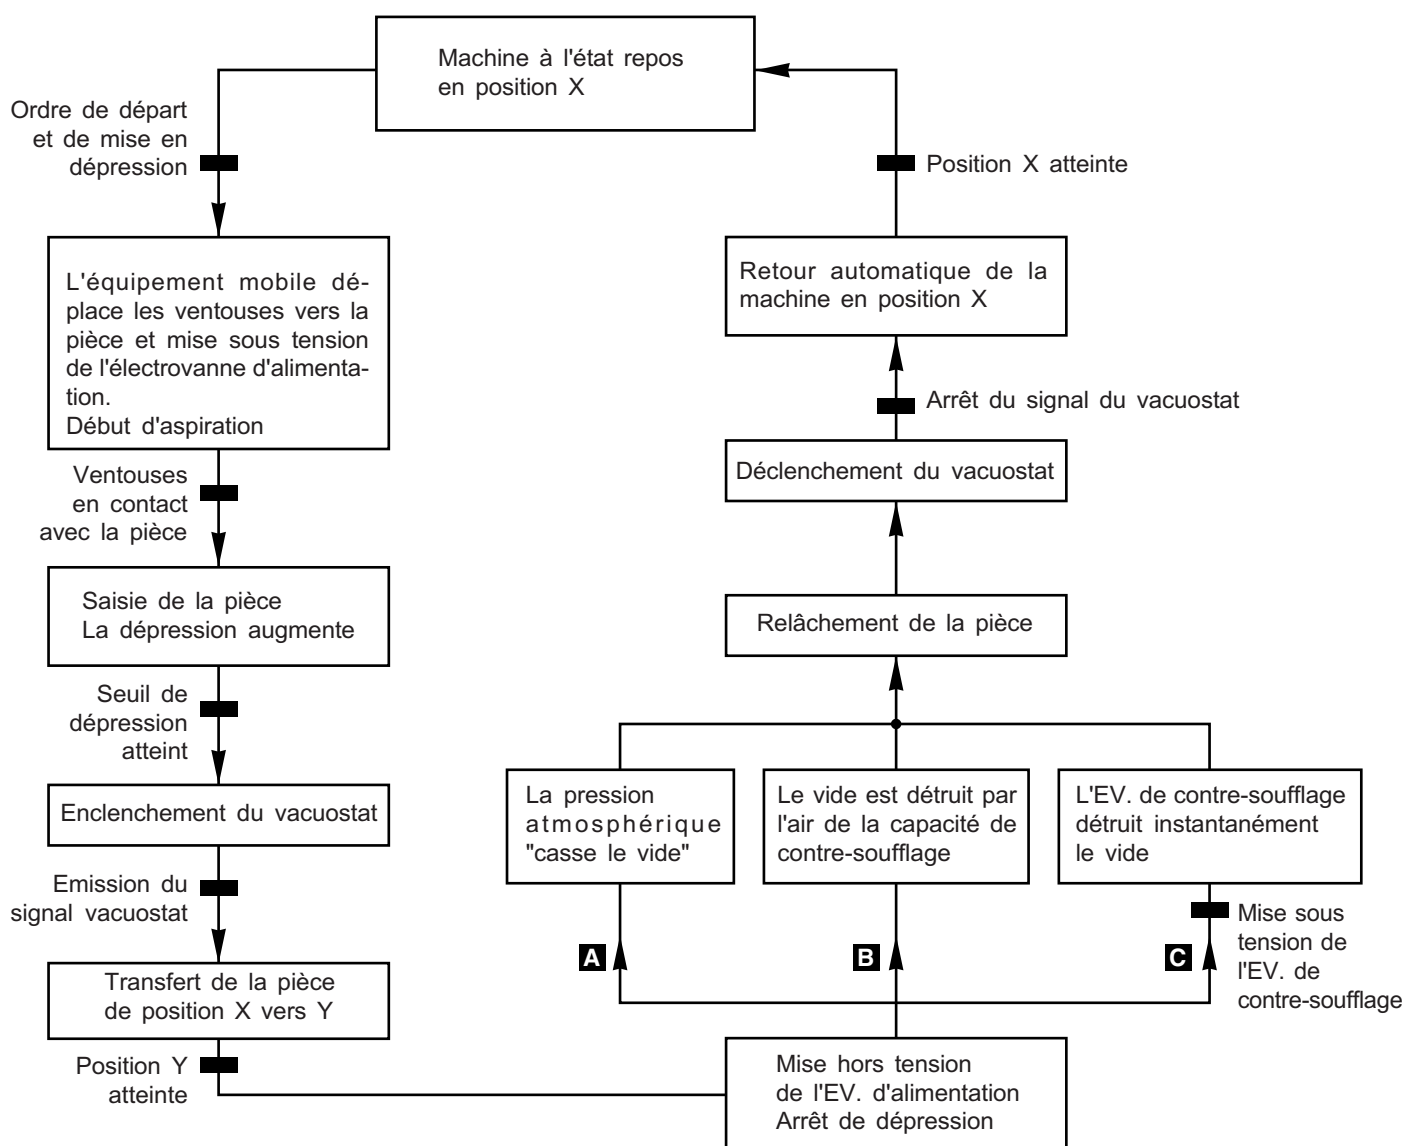 Machine à l'état repos
en position X
Ordre de départ
et de mise en
dépression
L'équipement mobile dé-
place les ventouses vers la
pièce et mise sous tension
de l'électrovanne d'alimenta-
tion.
Début d'aspiration
Ventouses
en contact
avec la pièce
Saisie de la pièce
La dépression augmente
Seuil de
dépression
atteint
Enclenchement du vacuostat
Emission du
signal vacuostat
Transfert de la pièce
de position X vers Y
Position Y
atteinte
Mise hors tension
de l'EV. d'alimentation
Arrêt de dépression
A
B
C
Mise sous
tension de
l'EV. de
contre-soufflage
La pression
atmosphérique
"casse le vide"
Le vide est détruit par
l'air de la capacité de
contre-soufflage
L'EV. de contre-soufflage
détruit instantanément
le vide
Relâchement de la pièce
Déclenchement du vacuostat
Arrêt du signal du vacuostat
Retour automatique de la
machine en position X
Position X atteinte